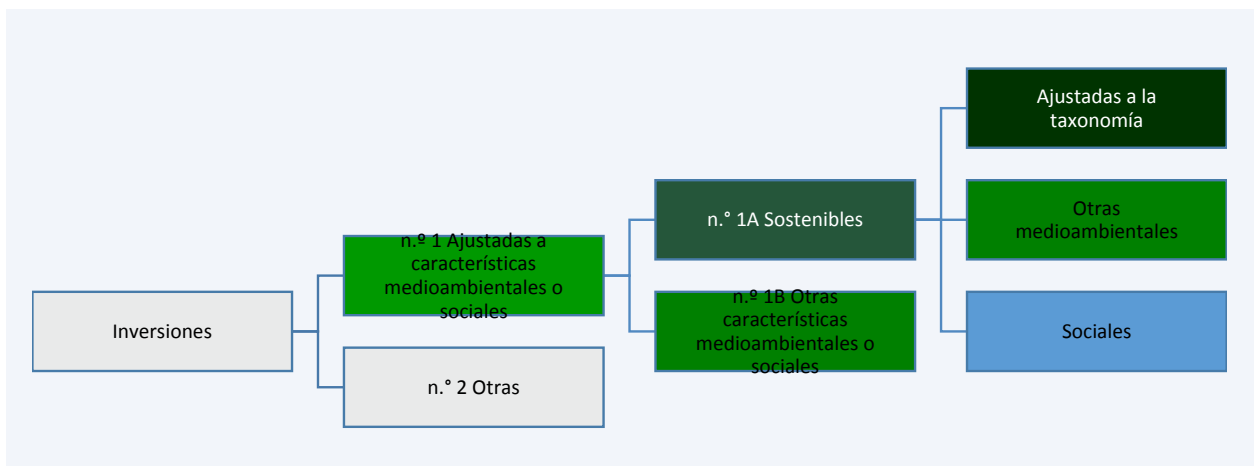 Inversiones
n.º 1 Ajustadas a
características
medioambientales o
sociales
n.° 2 Otras
n.° 1A Sostenibles
n.º 1B Otras
características
medioambientales o
sociales
Ajustadas a la
taxonomía
Otras
medioambientales
Sociales